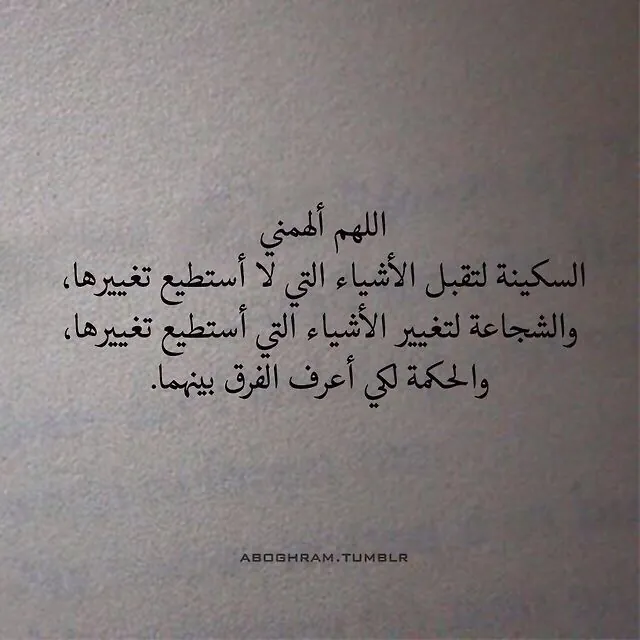 اللهم ألهمني
السكينة لتقبل الأشياء التي لا أستطيع تغييرها،
والشجاعة لتغيير الأشياء التي أستطيع تغييرها،
والحكمة لكي أعرف الفرق بينهما.
ABOGHRAM.TUMBLR